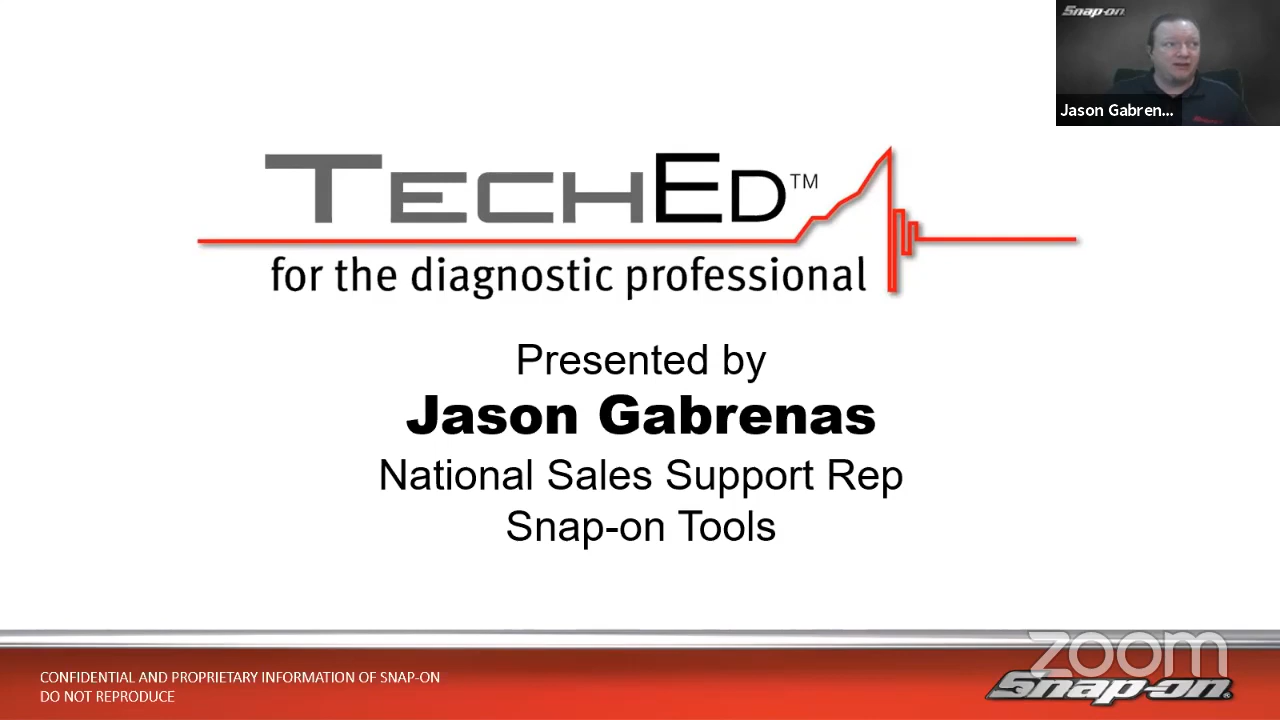 Snap-on
Jason Gabren...
TECHED™
for the diagnostic professional
Presented by
Jason Gabrenas
National Sales Support Rep
Snap-on Tools
zoom
CONFIDENTIAL AND PROPRIETARY INFORMATION OF SNAP-ON
DO NOT REPRODUCE
Snap-on®